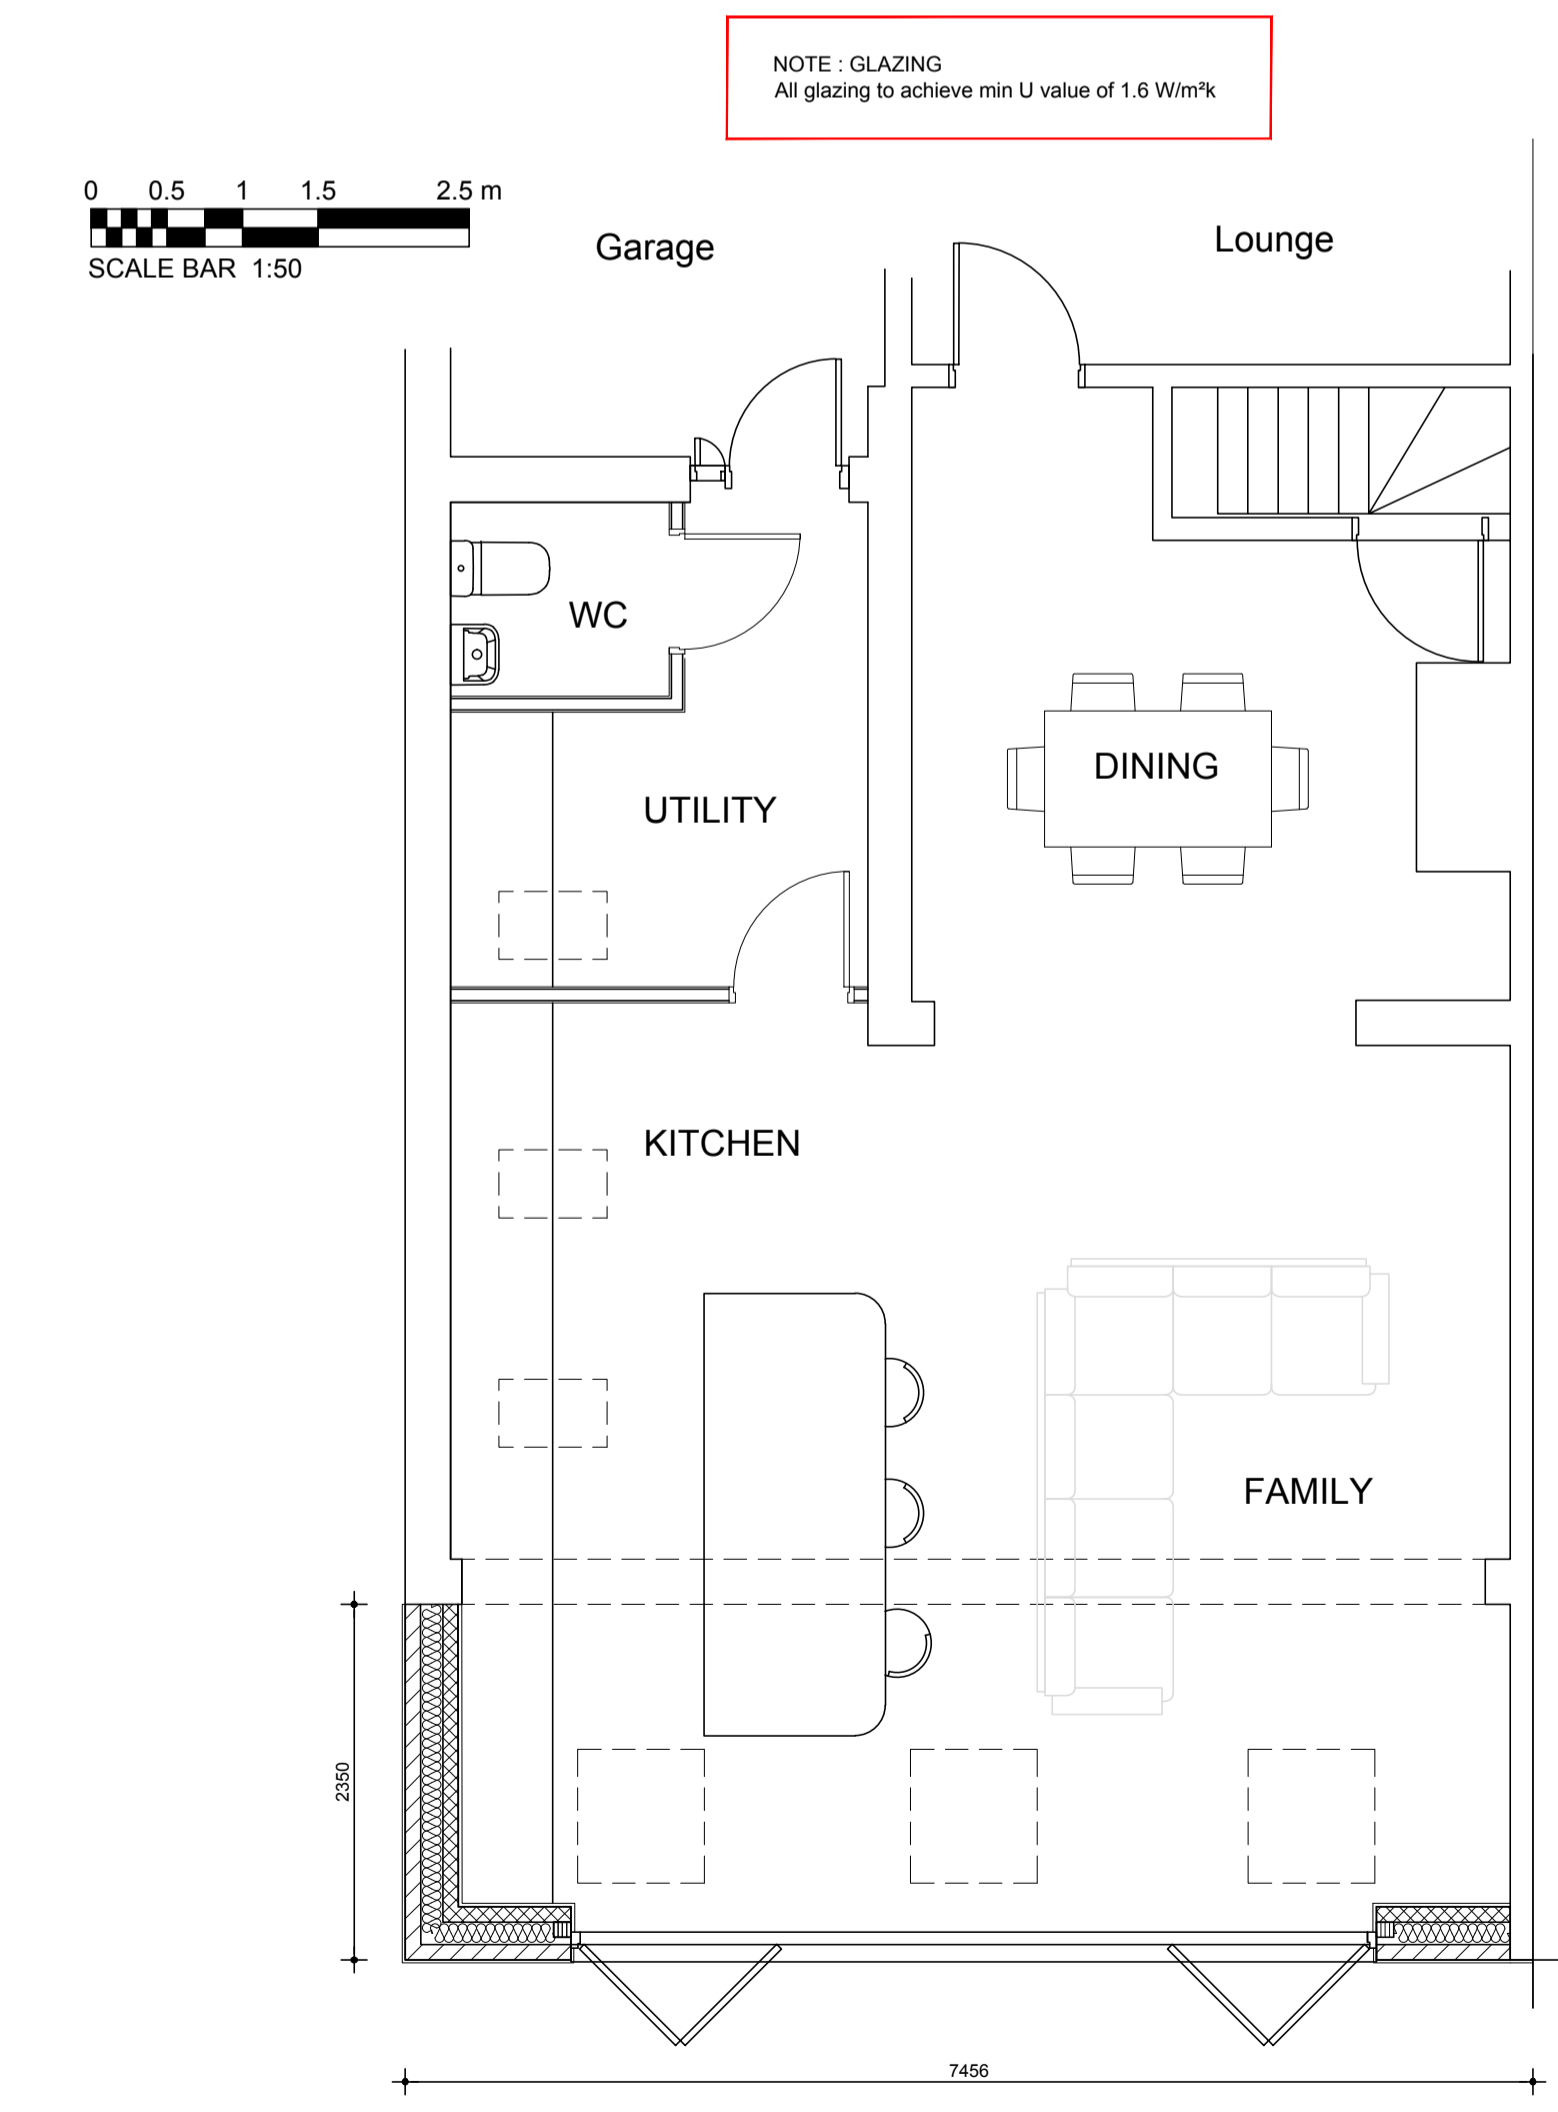 NOTE : GLAZING
All glazing to achieve min U value of 1.6 W/m²k
0 0.5 1 1.5 2.5 m
SCALE BAR 1:50
Garage
Lounge
WC
DINING
UTILITY
KITCHEN
FAMILY
2350
7456